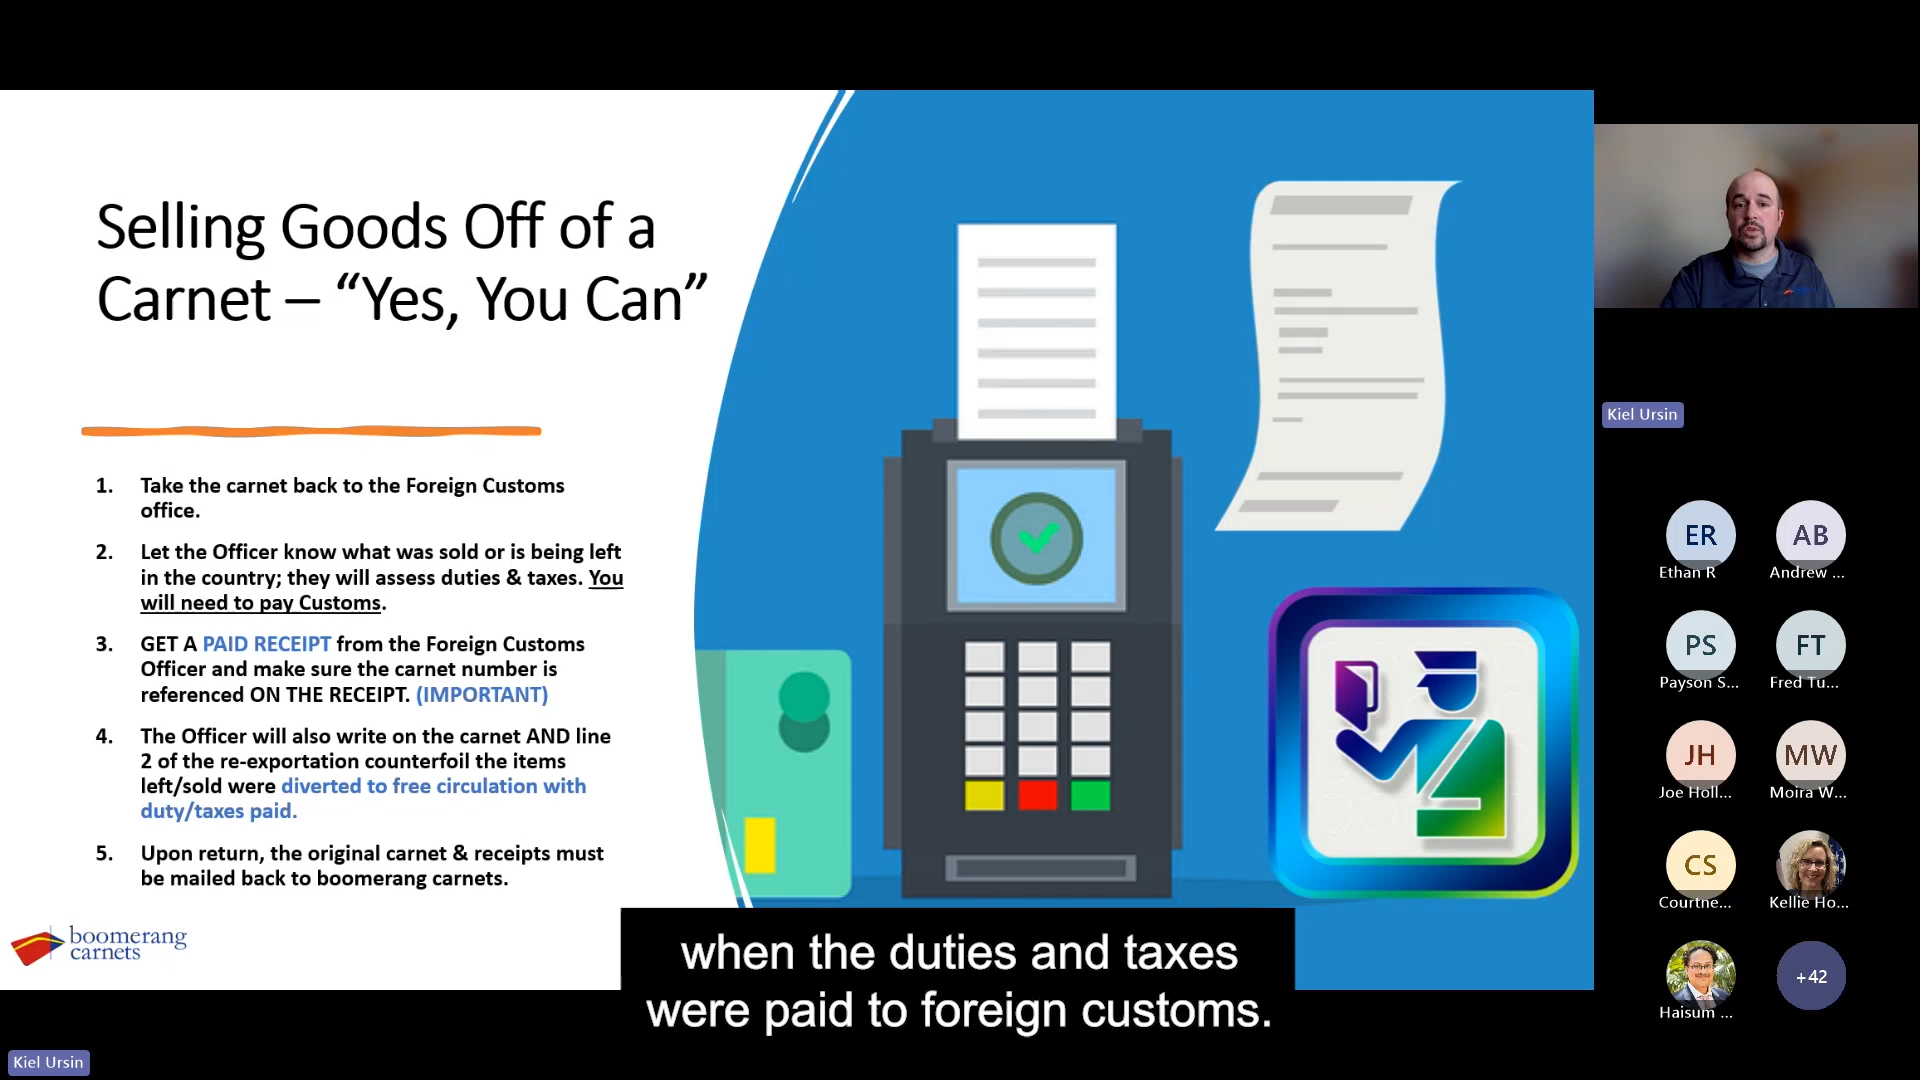 Selling Goods Off of a
Carnet – “Yes, You Can”
1. Take the carnet back to the Foreign Customs
office.
2. Let the Officer know what was sold or is being left
in the country; they will assess duties & taxes. You
will need to pay Customs.
3. GET A PAID RECEIPT from the Foreign Customs
Officer and make sure the carnet number is
referenced ON THE RECEIPT. (IMPORTANT)
4. The Officer will also write on the carnet AND line
2 of the re-exportation counterfoil the items
left/sold were diverted to free circulation with
duty/taxes paid.
5. Upon return, the original carnet & receipts must
be mailed back to boomerang carnets.
boomerang
carnets
when the duties and taxes
were paid to foreign customs.
Kiel Ursin
Kiel Ursin
ER
Ethan R
AB
Andrew ...
PS
Payson S...
FT
Fred Tu...
JH
Joe Holl...
MW
Moira W...
CS
Courtne...
Kellie Ho...
Haisum ...
+42